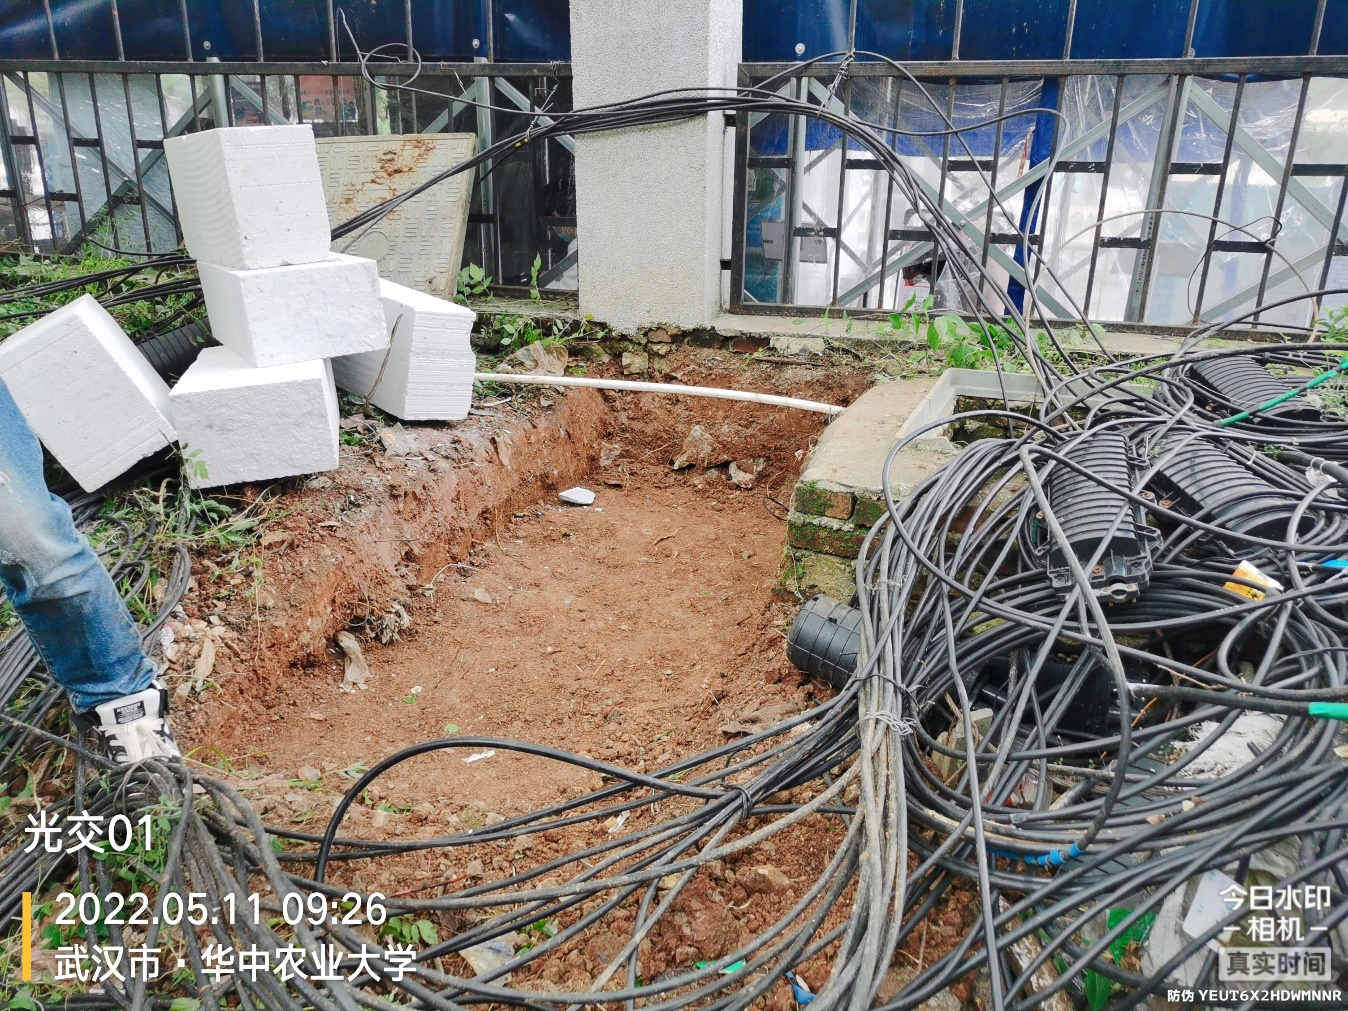 光交01
2022.05.11 09:26
武汉市·华中农业大学
今日水印
-相机-
真实时间
防伪 YEUT6X2HDWMNNR